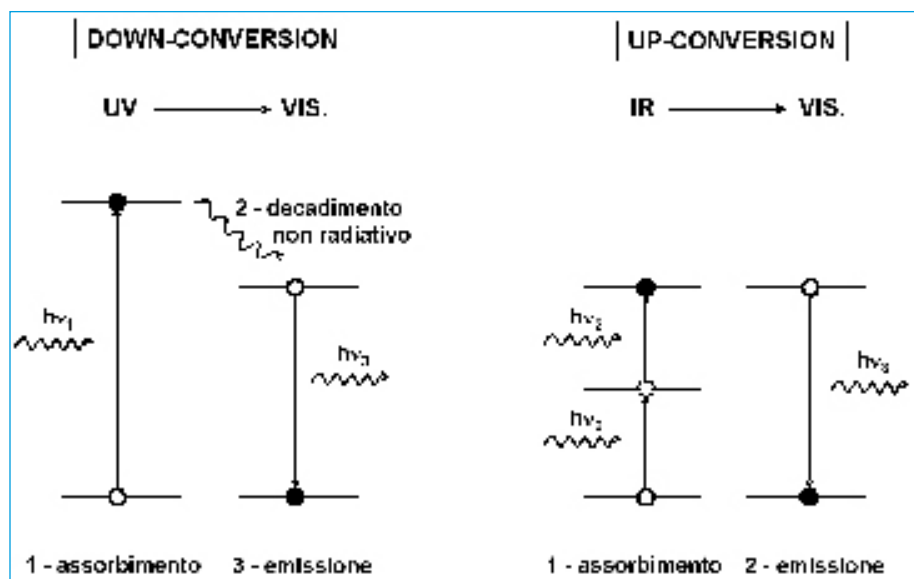 DOWN-CONVERSION
UV VIS.
2 - decadimento
non radiativo
hν₁
hν₃
1 - assorbimento 3 - emissione
UP-CONVERSION
IR VIS.
hν₂
hν₂
hν₃
1 - assorbimento 2 - emissione